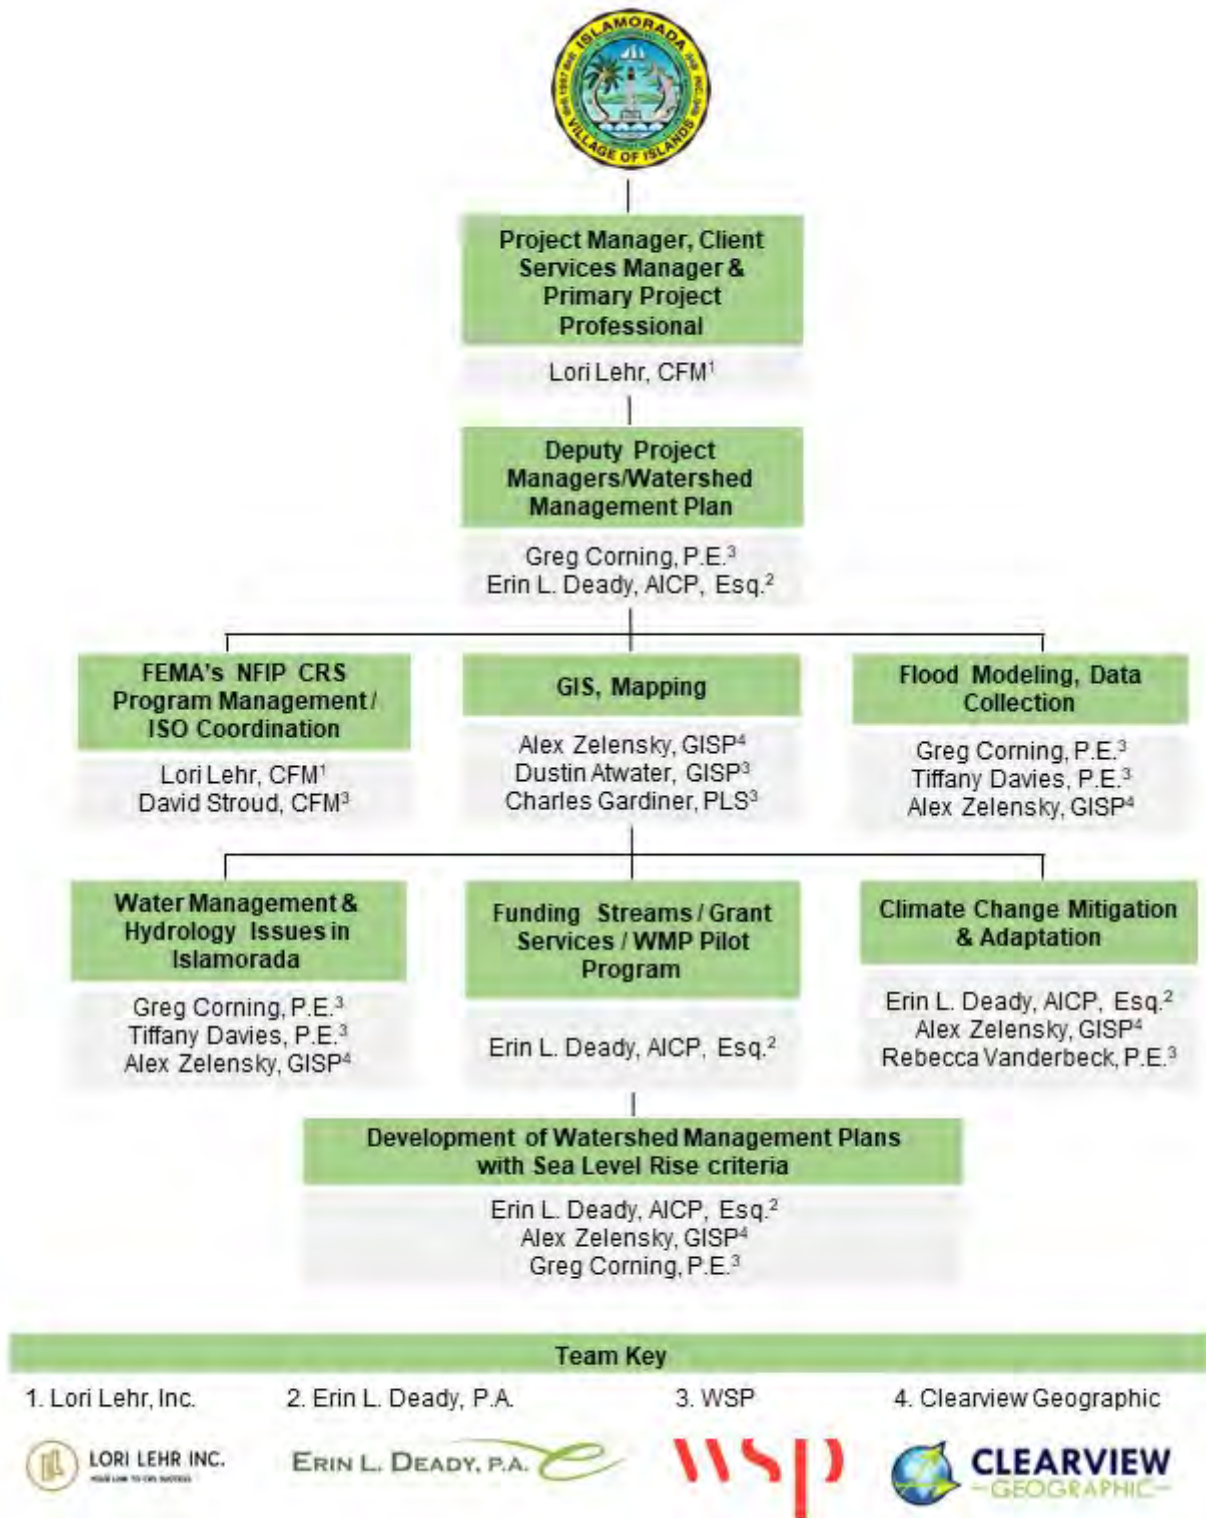 ISLAMORADA
VILLAGE OF ISLANDS
Project Manager, Client
Services Manager &
Primary Project
Professional
Lori Lehr, CFM¹
Deputy Project
Managers/Watershed
Management Plan
Greg Corning, P.E.³
Erin L. Deady, AICP, Esq.²
FEMA's NFIP CRS
Program Management /
ISO Coordination
Lori Lehr, CFM¹
David Stroud, CFM³
GIS, Mapping
Alex Zelensky, GISP⁴
Dustin Atwater, GISP³
Charles Gardiner, PLS³
Flood Modeling, Data
Collection
Greg Corning, P.E.³
Tiffany Davies, P.E.³
Alex Zelensky, GISP⁴
Water Management &
Hydrology Issues in
Islamorada
Greg Corning, P.E.³
Tiffany Davies, P.E.³
Alex Zelensky, GISP⁴
Funding Streams / Grant
Services / WMP Pilot
Program
Erin L. Deady, AICP, Esq.²
Climate Change Mitigation
& Adaptation
Erin L. Deady, AICP, Esq.²
Alex Zelensky, GISP⁴
Rebecca Vanderbeck, P.E.³
Development of Watershed Management Plans
with Sea Level Rise criteria
Erin L. Deady, AICP, Esq.²
Alex Zelensky, GISP⁴
Greg Corning, P.E.³
Team Key
1. Lori Lehr, Inc.
2. Erin L. Deady, P.A.
3. WSP
4. Clearview Geographic
LORI LEHR INC.
YOUR LINK TO CRS SUCCESS
ERIN L. DEADY, P.A.
wsp
CLEARVIEW
GEOGRAPHIC